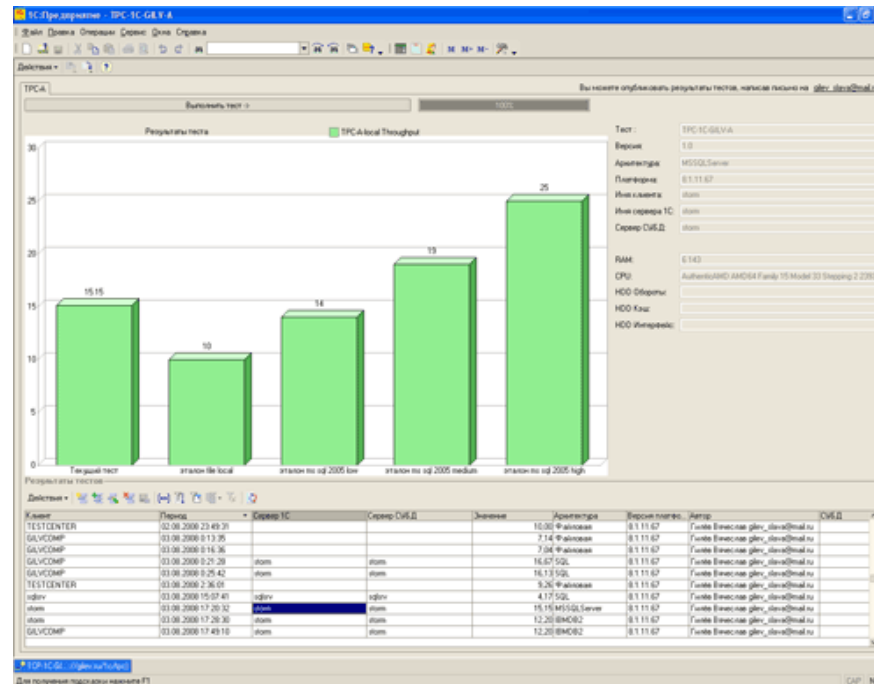 1С:Предприятие - TPC-1C-GILV-A
Файл Правка Операции Сервис Окна Справка
M M+ M-
Действия
TPC-A
Вы можете опубликовать результаты тестов, написав письмо на gilev_slava@mail.ru
Выполнить тест ->
100%
Результаты теста
TPC-A-local Throughput
30
25
20
15
10
5
0
15.15
10
14
19
25
Текущий тест
эталон file local
эталон ms sql 2005 low
эталон ms sql 2005 medium
эталон ms sql 2005 high
Тест: TPC-1C-GILV-A
Версия: 1.0
Архитектура: MSSQLServer
Платформа: 8.1.11.67
Имя клиента: storm
Имя сервера 1С: storm
Сервер СУБД: storm
RAM: 6 143
CPU: AuthenticAMD AMD64 Family 15 Model 33 Stepping 2
HDD Обороты:
HDD Кэш:
HDD Интерфейс:
Результаты тестов
Действия
Клиент Период Сервер 1С Сервер СУБД Значение Архитектура Версия платфо... Автор СУБД
TESTCENTER 02.08.2008 23:49:31 10,00 Файловая 8.1.11.67 Гилёв Вячеслав gilev_slava@mail.ru
GILVCOMP 03.08.2008 0:13:35 7,14 Файловая 8.1.11.67 Гилёв Вячеслав gilev_slava@mail.ru
GILVCOMP 03.08.2008 0:16:36 7,04 Файловая 8.1.11.67 Гилёв Вячеслав gilev_slava@mail.ru
GILVCOMP 03.08.2008 0:21:28 storm storm 16,67 SQL 8.1.11.67 Гилёв Вячеслав gilev_slava@mail.ru
GILVCOMP 03.08.2008 0:25:42 storm storm 16,13 SQL 8.1.11.67 Гилёв Вячеслав gilev_slava@mail.ru
TESTCENTER 03.08.2008 2:36:01 9,26 Файловая 8.1.11.67 Гилёв Вячеслав gilev_slava@mail.ru
sqlsrv 03.08.2008 15:07:41 sqlsrv sqlsrv 4,17 SQL 8.1.11.67 Гилёв Вячеслав gilev_slava@mail.ru
storm 03.08.2008 17:20:32 storm storm 15,15 MSSQLServer 8.1.11.67 Гилёв Вячеслав gilev_slava@mail.ru
storm 03.08.2008 17:28:30 storm storm 12,20 IBMDB2 8.1.11.67 Гилёв Вячеслав gilev_slava@mail.ru
GILVCOMP 03.08.2008 17:49:10 storm storm 12,20 IBMDB2 8.1.11.67 Гилёв Вячеслав gilev_slava@mail.ru
Для получения подсказки нажмите F1
CAP